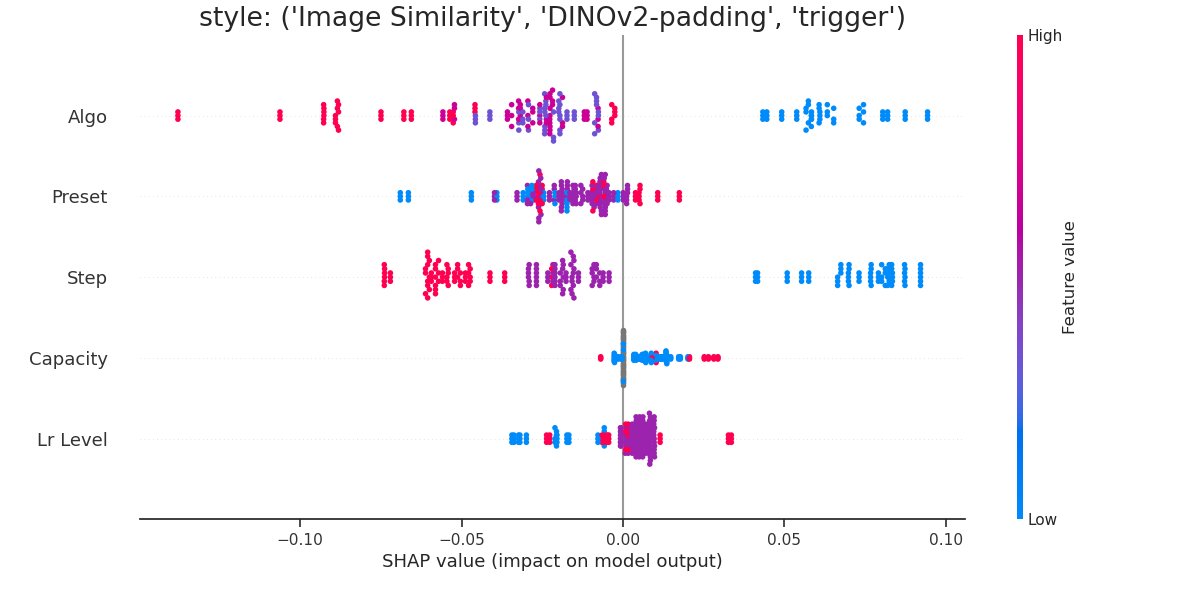 style: ('Image Similarity', 'DINOv2-padding', 'trigger')
High
Algo
Preset
Step
Capacity
Lr Level
Feature value
Low
−0.10
−0.05
0.00
0.05
0.10
SHAP value (impact on model output)